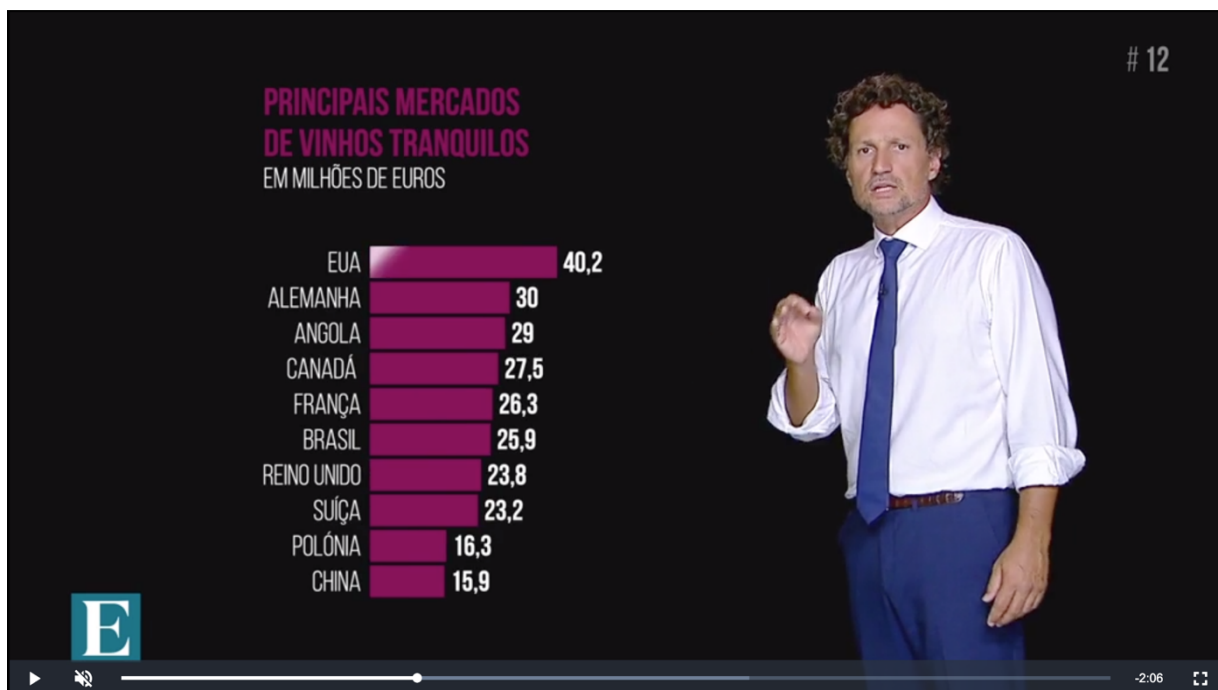 # 12
PRINCIPAIS MERCADOS
DE VINHOS TRANQUILOS
EM MILHÕES DE EUROS
EUA 40,2
ALEMANHA 30
ANGOLA 29
CANADÁ 27,5
FRANÇA 26,3
BRASIL 25,9
REINO UNIDO 23,8
SUÍÇA 23,2
POLÓNIA 16,3
CHINA 15,9
E
-2:06